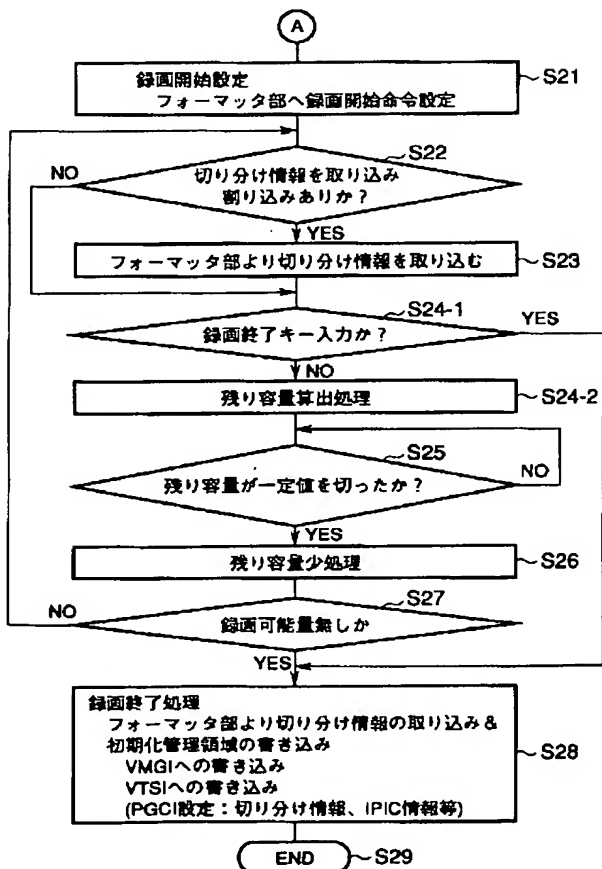 A
録画開始設定
フォーマッタ部へ録画開始命令設定
S21
NO
S22
切り分け情報を取り込み
割り込みありか?
YES
フォーマッタ部より切り分け情報を取り込む
S23
S24-1
録画終了キー入力か?
YES
NO
残り容量算出処理
S24-2
S25
残り容量が一定値を切ったか?
NO
YES
残り容量少処理
S26
S27
NO
録画可能量無しか
YES
録画終了処理
フォーマッタ部より切り分け情報の取り込み&
初期化管理領域の書き込み
VMGIへの書き込み
VTSIへの書き込み
(PGCI設定:切り分け情報、IPIC情報等)
S28
END
S29